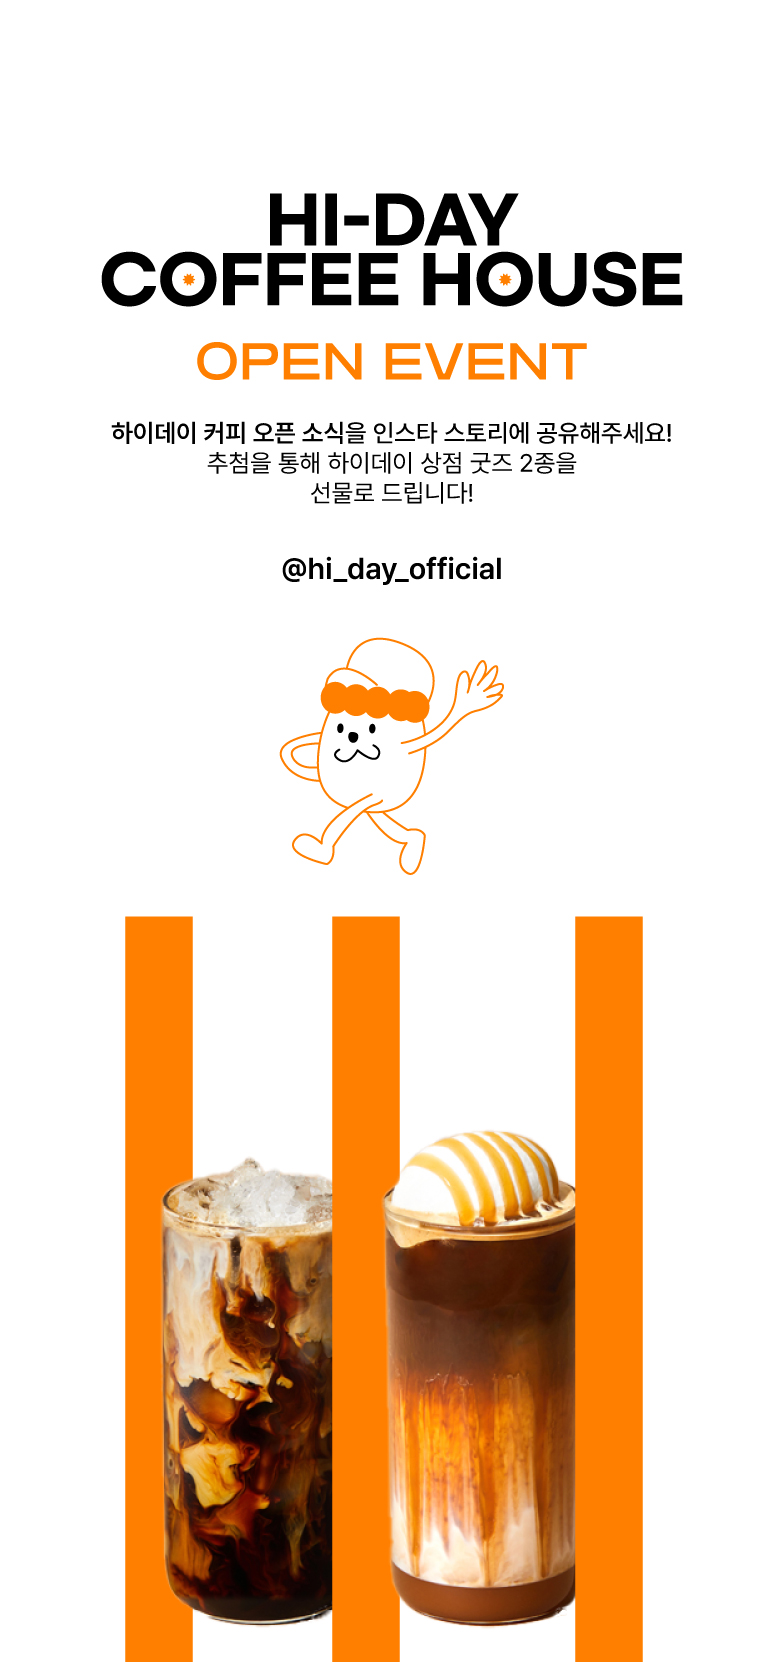 HI-DAY
COFFEE HOUSE
OPEN EVENT
하이데이 커피 오픈 소식을 인스타 스토리에 공유해주세요!
추첨을 통해 하이데이 상점 굿즈 2종을
선물로 드립니다!
@hi_day_official